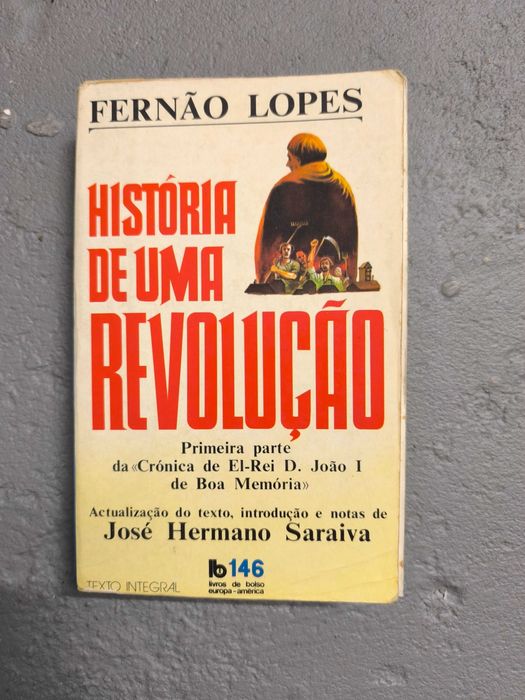 FERNÃO LOPES
HISTÓRIA
DE UMA
REVOLUÇÃO
Primeira parte
da «Crónica de El-Rei D. João I
de Boa Memória»
Actualização do texto, introdução e notas de
José Hermano Saraiva
lb 146
livros de bolso
europa-américa
TEXTO INTEGRAL